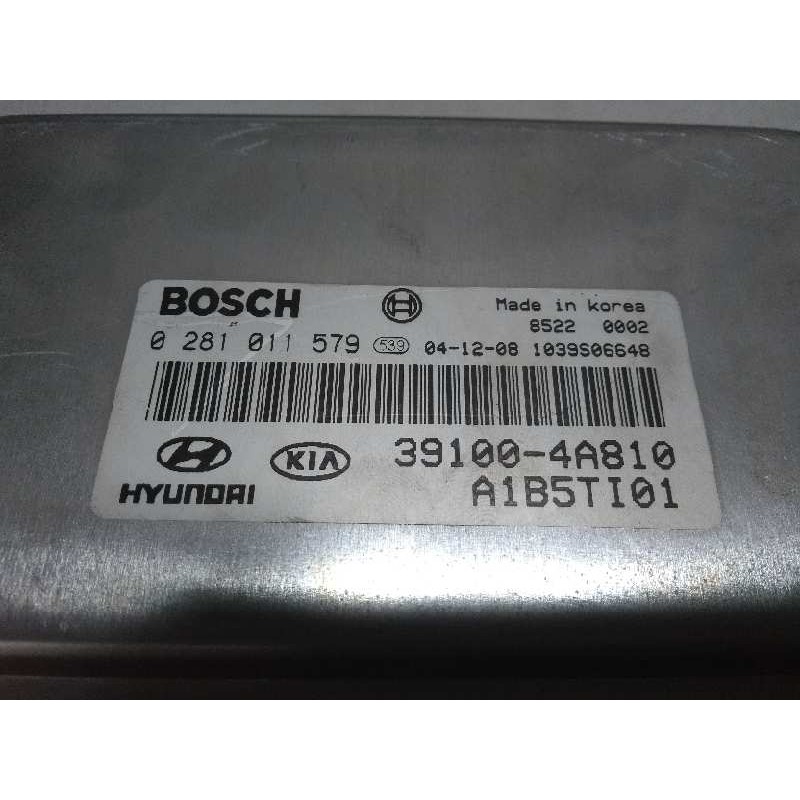 BOSCH
Made in Korea
8522 0002
0 281 011 579 539 04-12-08 1039S06648
HYUNDAI KIA 39100-4A810
A1B5TI01